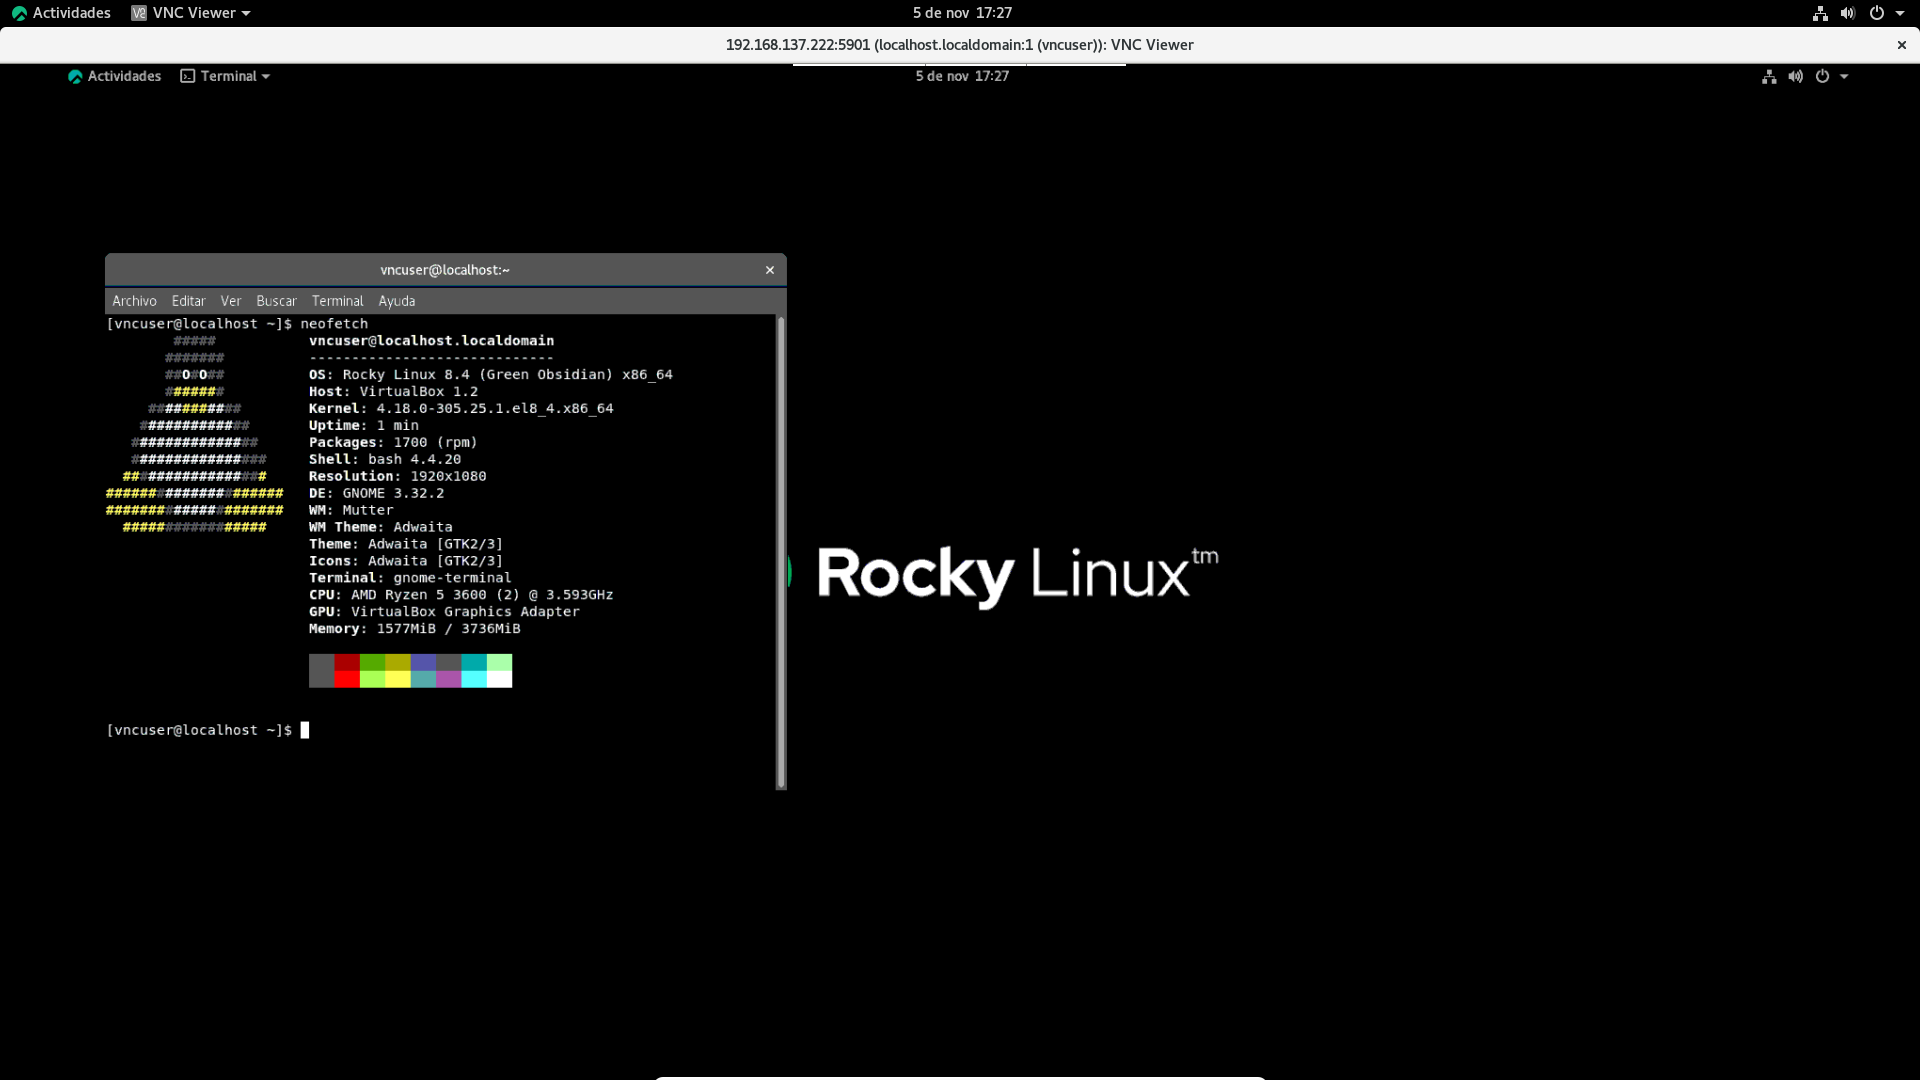 Actividades VNC Viewer 5 de nov 17:27
192.168.137.222:5901 (localhost.localdomain:1 (vncuser)): VNC Viewer
Actividades Terminal 5 de nov 17:27
vncuser@localhost:~
Archivo Editar Ver Buscar Terminal Ayuda
[vncuser@localhost ~]$ neofetch
##### vncuser@localhost.localdomain
####### -----------------------------
##O#O## OS: Rocky Linux 8.4 (Green Obsidian) x86_64
####### Host: VirtualBox 1.2
########### Kernel: 4.18.0-305.25.1.el8_4.x86_64
############# Uptime: 1 min
############### Packages: 1700 (rpm)
################ Shell: bash 4.4.20
################# Resolution: 1920x1080
##################### DE: GNOME 3.32.2
##################### WM: Mutter
################# WM Theme: Adwaita
Theme: Adwaita [GTK2/3]
Icons: Adwaita [GTK2/3]
Terminal: gnome-terminal
CPU: AMD Ryzen 5 3600 (2) @ 3.593GHz
GPU: VirtualBox Graphics Adapter
Memory: 1577MiB / 3736MiB
[vncuser@localhost ~]$
Rocky Linux™